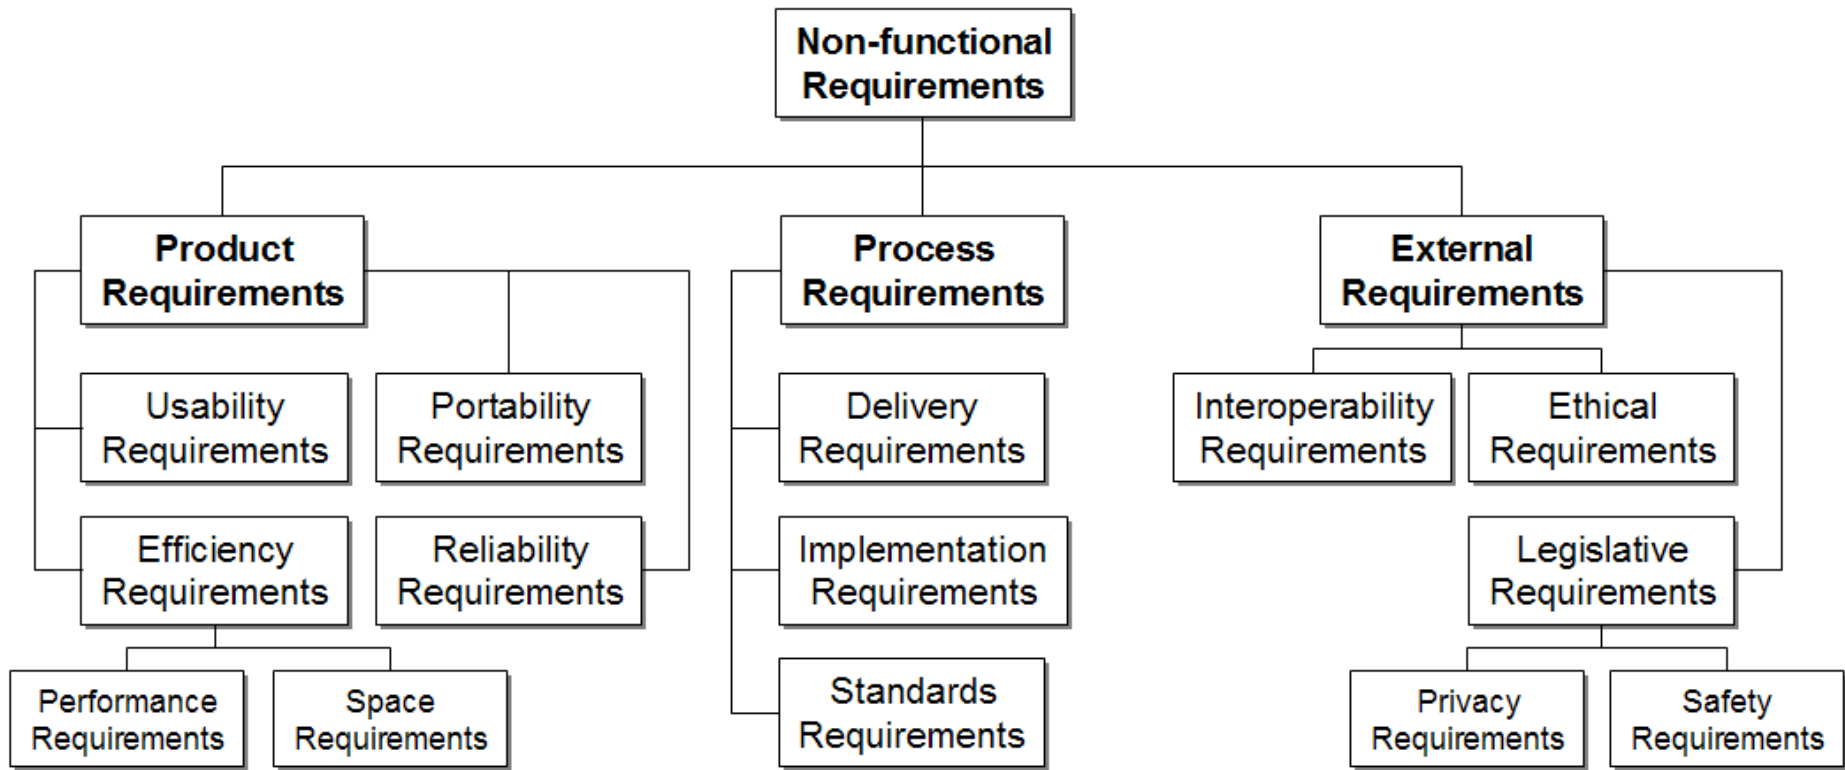 Non-functional
Requirements
Product
Requirements
Process
Requirements
External
Requirements
Usability
Requirements
Portability
Requirements
Delivery
Requirements
Interoperability
Requirements
Ethical
Requirements
Efficiency
Requirements
Reliability
Requirements
Implementation
Requirements
Legislative
Requirements
Performance
Requirements
Space
Requirements
Standards
Requirements
Privacy
Requirements
Safety
Requirements